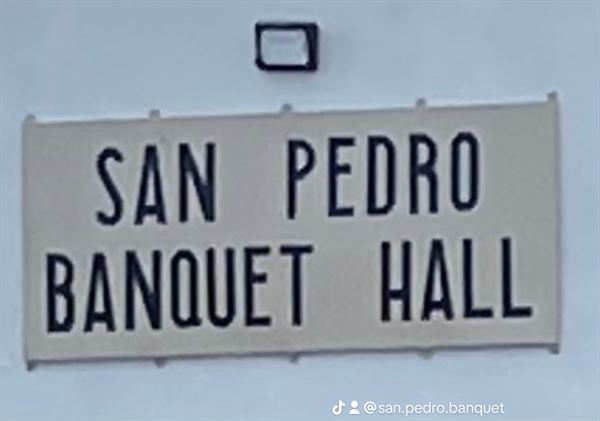 SAN PEDRO
BANQUET HALL
@san.pedro.banquet